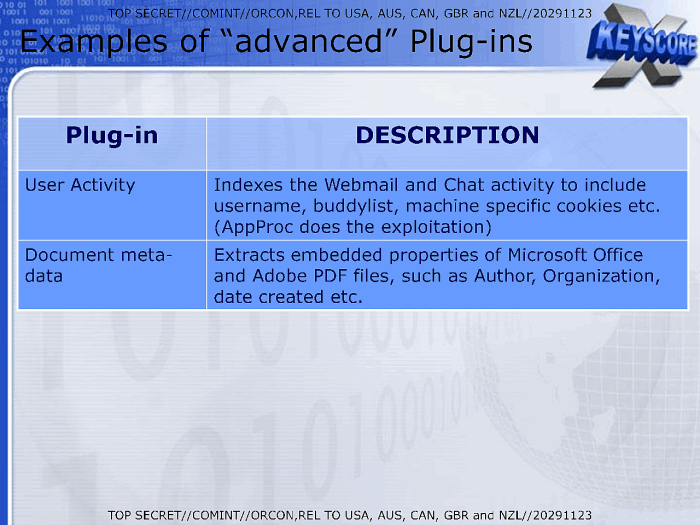 TOP SECRET//COMINT//ORCON,REL TO USA, AUS, CAN, GBR and NZL//20291123
Examples of “advanced” Plug-ins
X
KEYSCORE
Plug-in
DESCRIPTION
User Activity
Indexes the Webmail and Chat activity to include
username, buddylist, machine specific cookies etc.
(AppProc does the exploitation)
Document meta-
data
Extracts embedded properties of Microsoft Office
and Adobe PDF files, such as Author, Organization,
date created etc.
TOP SECRET//COMINT//ORCON,REL TO USA, AUS, CAN, GBR and NZL//20291123